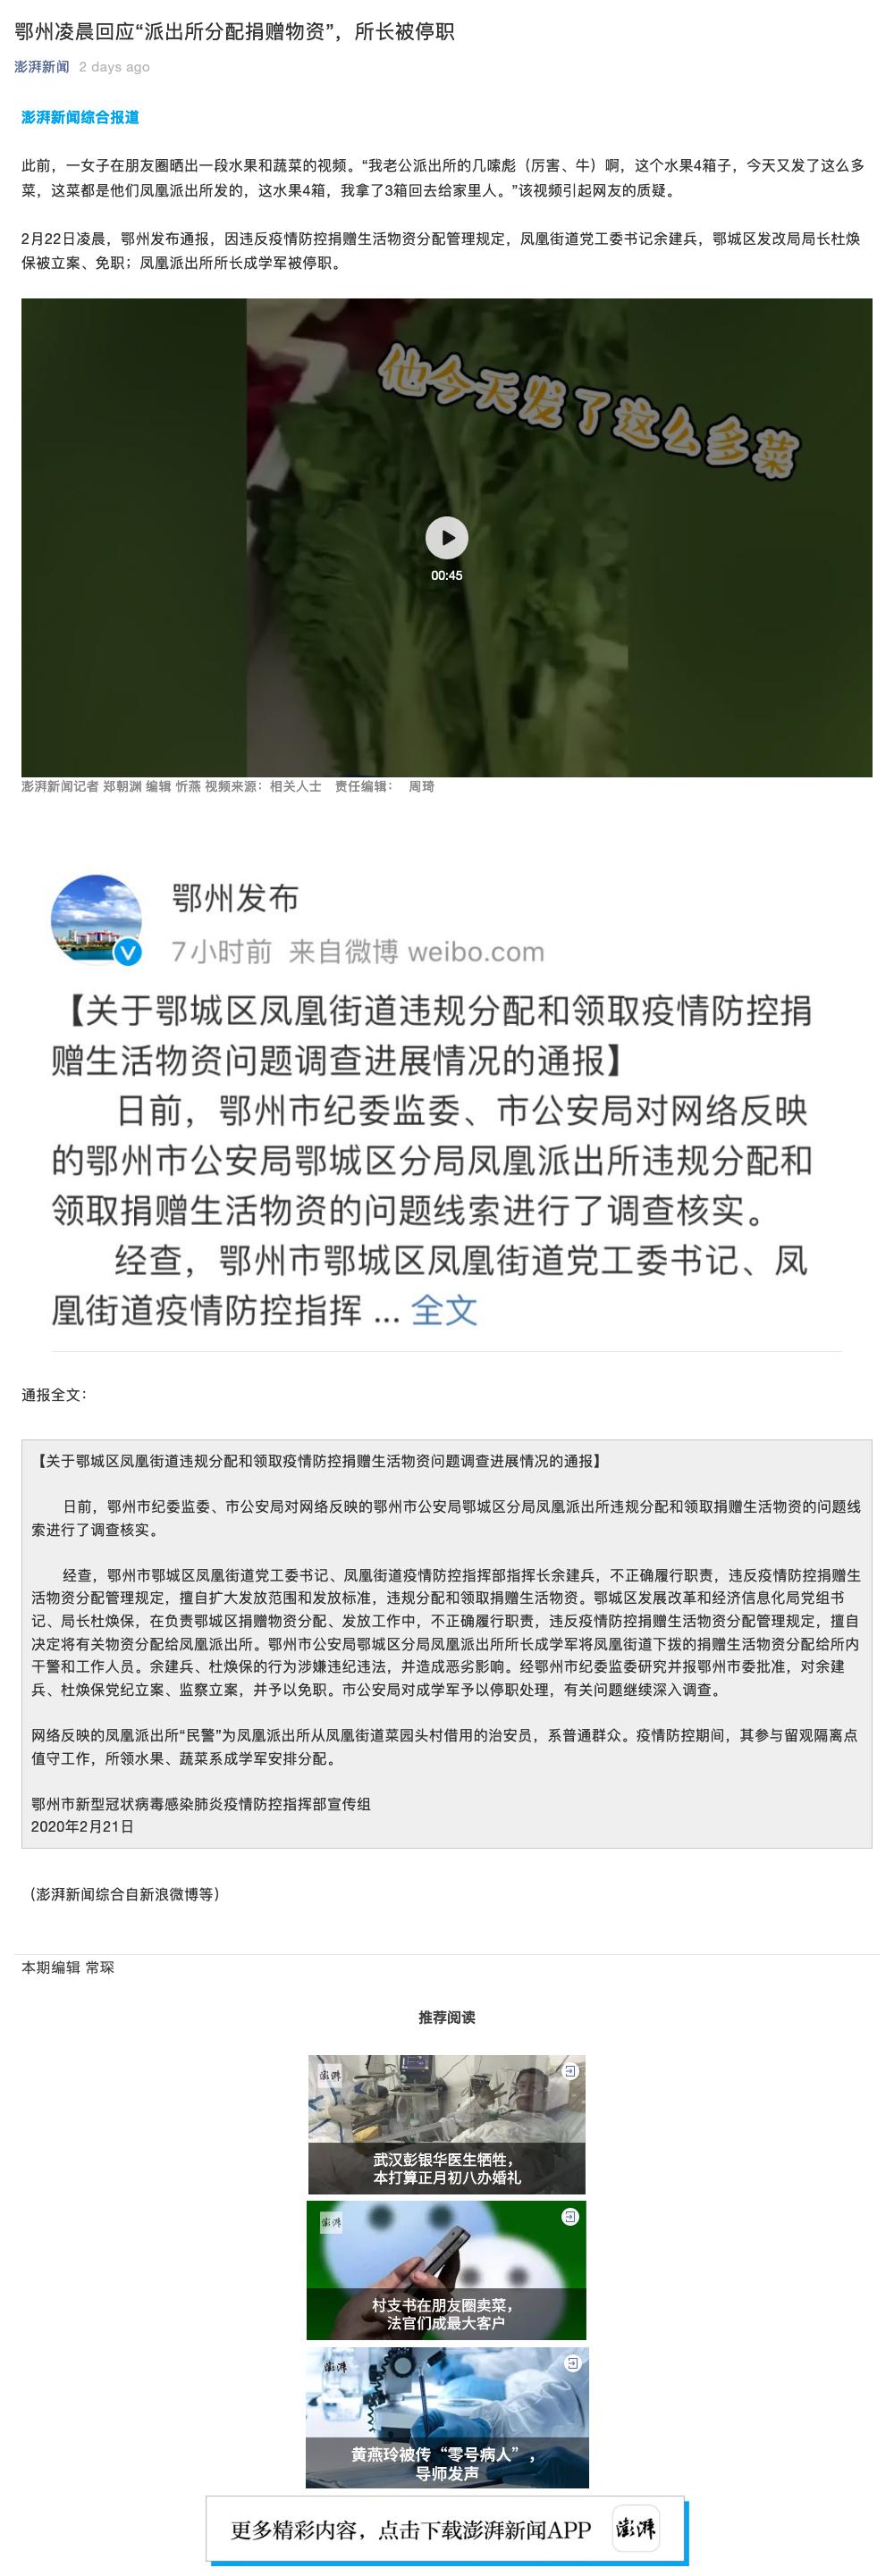 鄂州凌晨回应“派出所分配捐赠物资”，所长被停职
澎湃新闻 2 days ago
澎湃新闻综合报道
此前，一女子在朋友圈晒出一段水果和蔬菜的视频。“我老公派出所的几嗦彪（厉害、牛）啊，这个水果4箱子，今天又发了这么多
菜，这菜都是他们凤凰派出所发的，这水果4箱，我拿了3箱回去给家里人。”该视频引起网友的质疑。
2月22日凌晨，鄂州发布通报，因违反疫情防控捐赠生活物资分配管理规定，凤凰街道党工委书记余建兵，鄂城区发改局局长杜焕
保被立案、免职；凤凰派出所所长成学军被停职。
他今天发了这么多菜
00:45
澎湃新闻记者 郑朝渊 编辑 忻燕 视频来源：相关人士 责任编辑： 周琦
鄂州发布
7小时前 来自微博 weibo.com
【关于鄂城区凤凰街道违规分配和领取疫情防控捐
赠生活物资问题调查进展情况的通报】
日前，鄂州市纪委监委、市公安局对网络反映
的鄂州市公安局鄂城区分局凤凰派出所违规分配和
领取捐赠生活物资的问题线索进行了调查核实。
经查，鄂州市鄂城区凤凰街道党工委书记、凤
凰街道疫情防控指挥 ... 全文
通报全文：
【关于鄂城区凤凰街道违规分配和领取疫情防控捐赠生活物资问题调查进展情况的通报】
日前，鄂州市纪委监委、市公安局对网络反映的鄂州市公安局鄂城区分局凤凰派出所违规分配和领取捐赠生活物资的问题线
索进行了调查核实。
经查，鄂州市鄂城区凤凰街道党工委书记、凤凰街道疫情防控指挥部指挥长余建兵，不正确履行职责，违反疫情防控捐赠生
活物资分配管理规定，擅自扩大发放范围和发放标准，违规分配和领取捐赠生活物资。鄂城区发展改革和经济信息化局党组书
记、局长杜焕保，在负责鄂城区捐赠物资分配、发放工作中，不正确履行职责，违反疫情防控捐赠生活物资分配管理规定，擅自
决定将有关物资分配给凤凰派出所。鄂州市公安局鄂城区分局凤凰派出所所长成学军将凤凰街道下拨的捐赠生活物资分配给所内
干警和工作人员。余建兵、杜焕保的行为涉嫌违纪违法，并造成恶劣影响。经鄂州市纪委监委研究并报鄂州市委批准，对余建
兵、杜焕保党纪立案、监察立案，并予以免职。市公安局对成学军予以停职处理，有关问题继续深入调查。
网络反映的凤凰派出所“民警”为凤凰派出所从凤凰街道菜园头村借用的治安员，系普通群众。疫情防控期间，其参与留观隔离点
值守工作，所领水果、蔬菜系成学军安排分配。
鄂州市新型冠状病毒感染肺炎疫情防控指挥部宣传组
2020年2月21日
（澎湃新闻综合自新浪微博等）
本期编辑 常琛
推荐阅读
澎湃
武汉彭银华医生牺牲，
本打算正月初八办婚礼
澎湃
村支书在朋友圈卖菜，
法官们成最大客户
澎湃
黄燕玲被传“零号病人”，
导师发声
更多精彩内容，点击下载澎湃新闻APP 澎湃